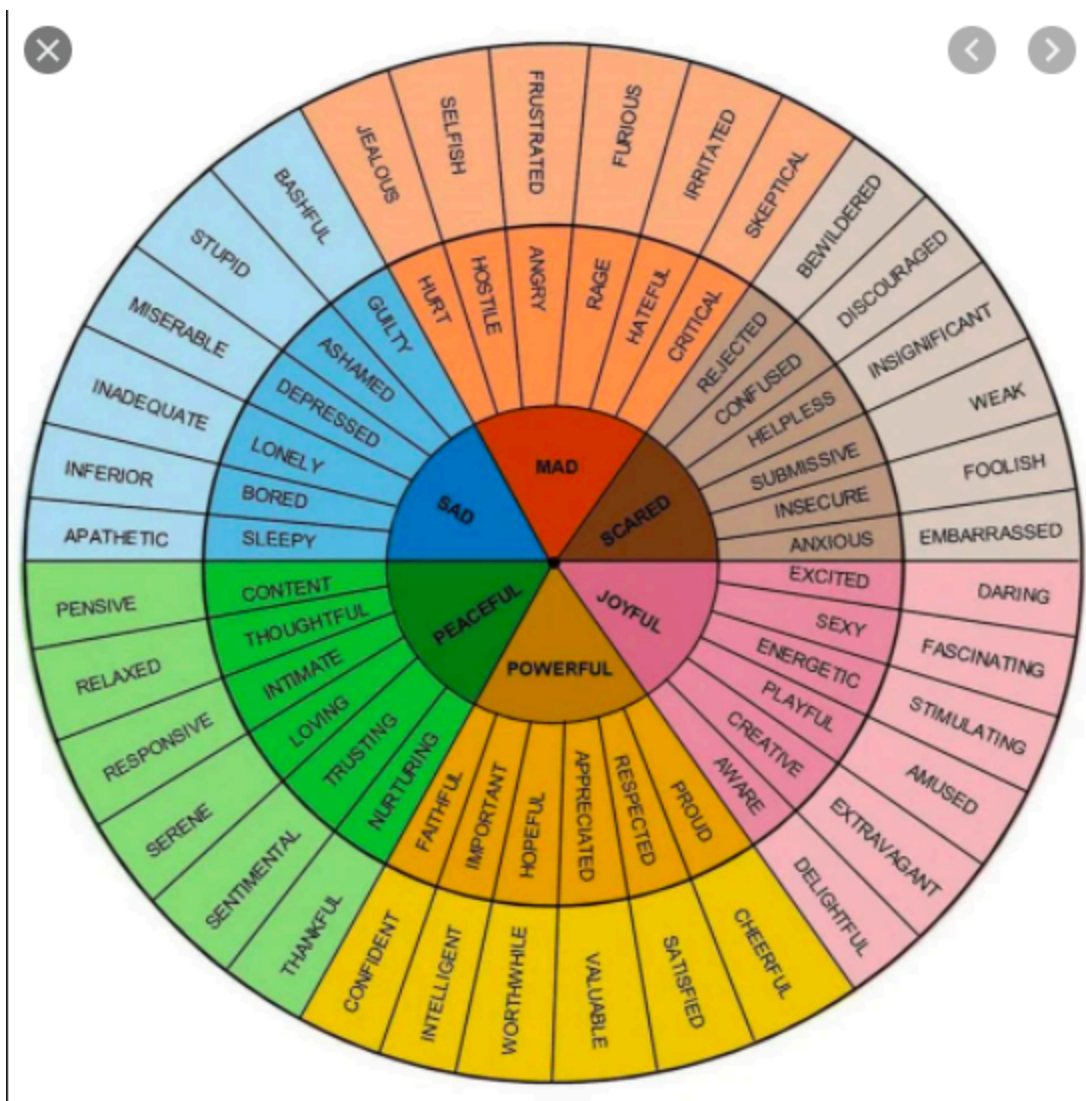 JEALOUS
SELFISH
FRUSTRATED
FURIOUS
IRRITATED
SKEPTICAL
BEWILDERED
DISCOURAGED
INSIGNIFICANT
WEAK
FOOLISH
EMBARRASSED
DARING
FASCINATING
STIMULATING
AMUSED
EXTRAVAGANT
DELIGHTFUL
CHEERFUL
SATISFIED
VALUABLE
WORTHWHILE
INTELLIGENT
CONFIDENT
THANKFUL
SENTIMENTAL
SERENE
RESPONSIVE
RELAXED
PENSIVE
APATHETIC
INFERIOR
INADEQUATE
MISERABLE
STUPID
BASHFUL
HURT
HOSTILE
ANGRY
RAGE
HATEFUL
CRITICAL
REJECTED
CONFUSED
HELPLESS
SUBMISSIVE
INSECURE
ANXIOUS
EXCITED
SEXY
ENERGETIC
PLAYFUL
CREATIVE
AWARE
PROUD
RESPECTED
APPRECIATED
HOPEFUL
IMPORTANT
FAITHFUL
NURTURING
TRUSTING
LOVING
INTIMATE
THOUGHTFUL
CONTENT
SLEEPY
BORED
LONELY
DEPRESSED
ASHAMED
GUILTY
MAD
SCARED
JOYFUL
POWERFUL
PEACEFUL
SAD